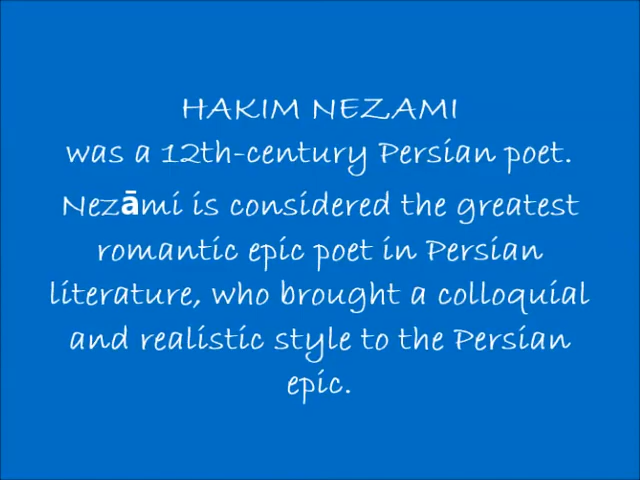 HAKIM NEZAMI
was a 12th-century Persian poet.
Nezāmi is considered the greatest
romantic epic poet in Persian
literature, who brought a colloquial
and realistic style to the Persian
epic.